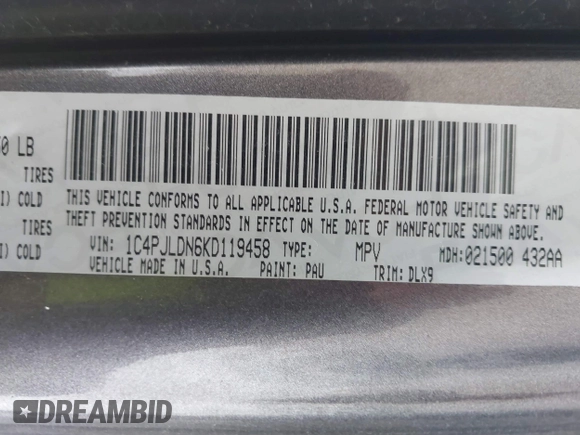 0 LB
TIRES
I) COLD
TIRES
I) COLD
THIS VEHICLE CONFORMS TO ALL APPLICABLE U.S.A. FEDERAL MOTOR VEHICLE SAFETY AND
THEFT PREVENTION STANDARDS IN EFFECT ON THE DATE OF MANUFACTURE SHOWN ABOVE.
VIN: 1C4PJLDN6KD119458 TYPE: MPV MDH:021500 432AA
VEHICLE MADE IN U.S.A. PAINT: PAU TRIM: DLX9
DREAMBID